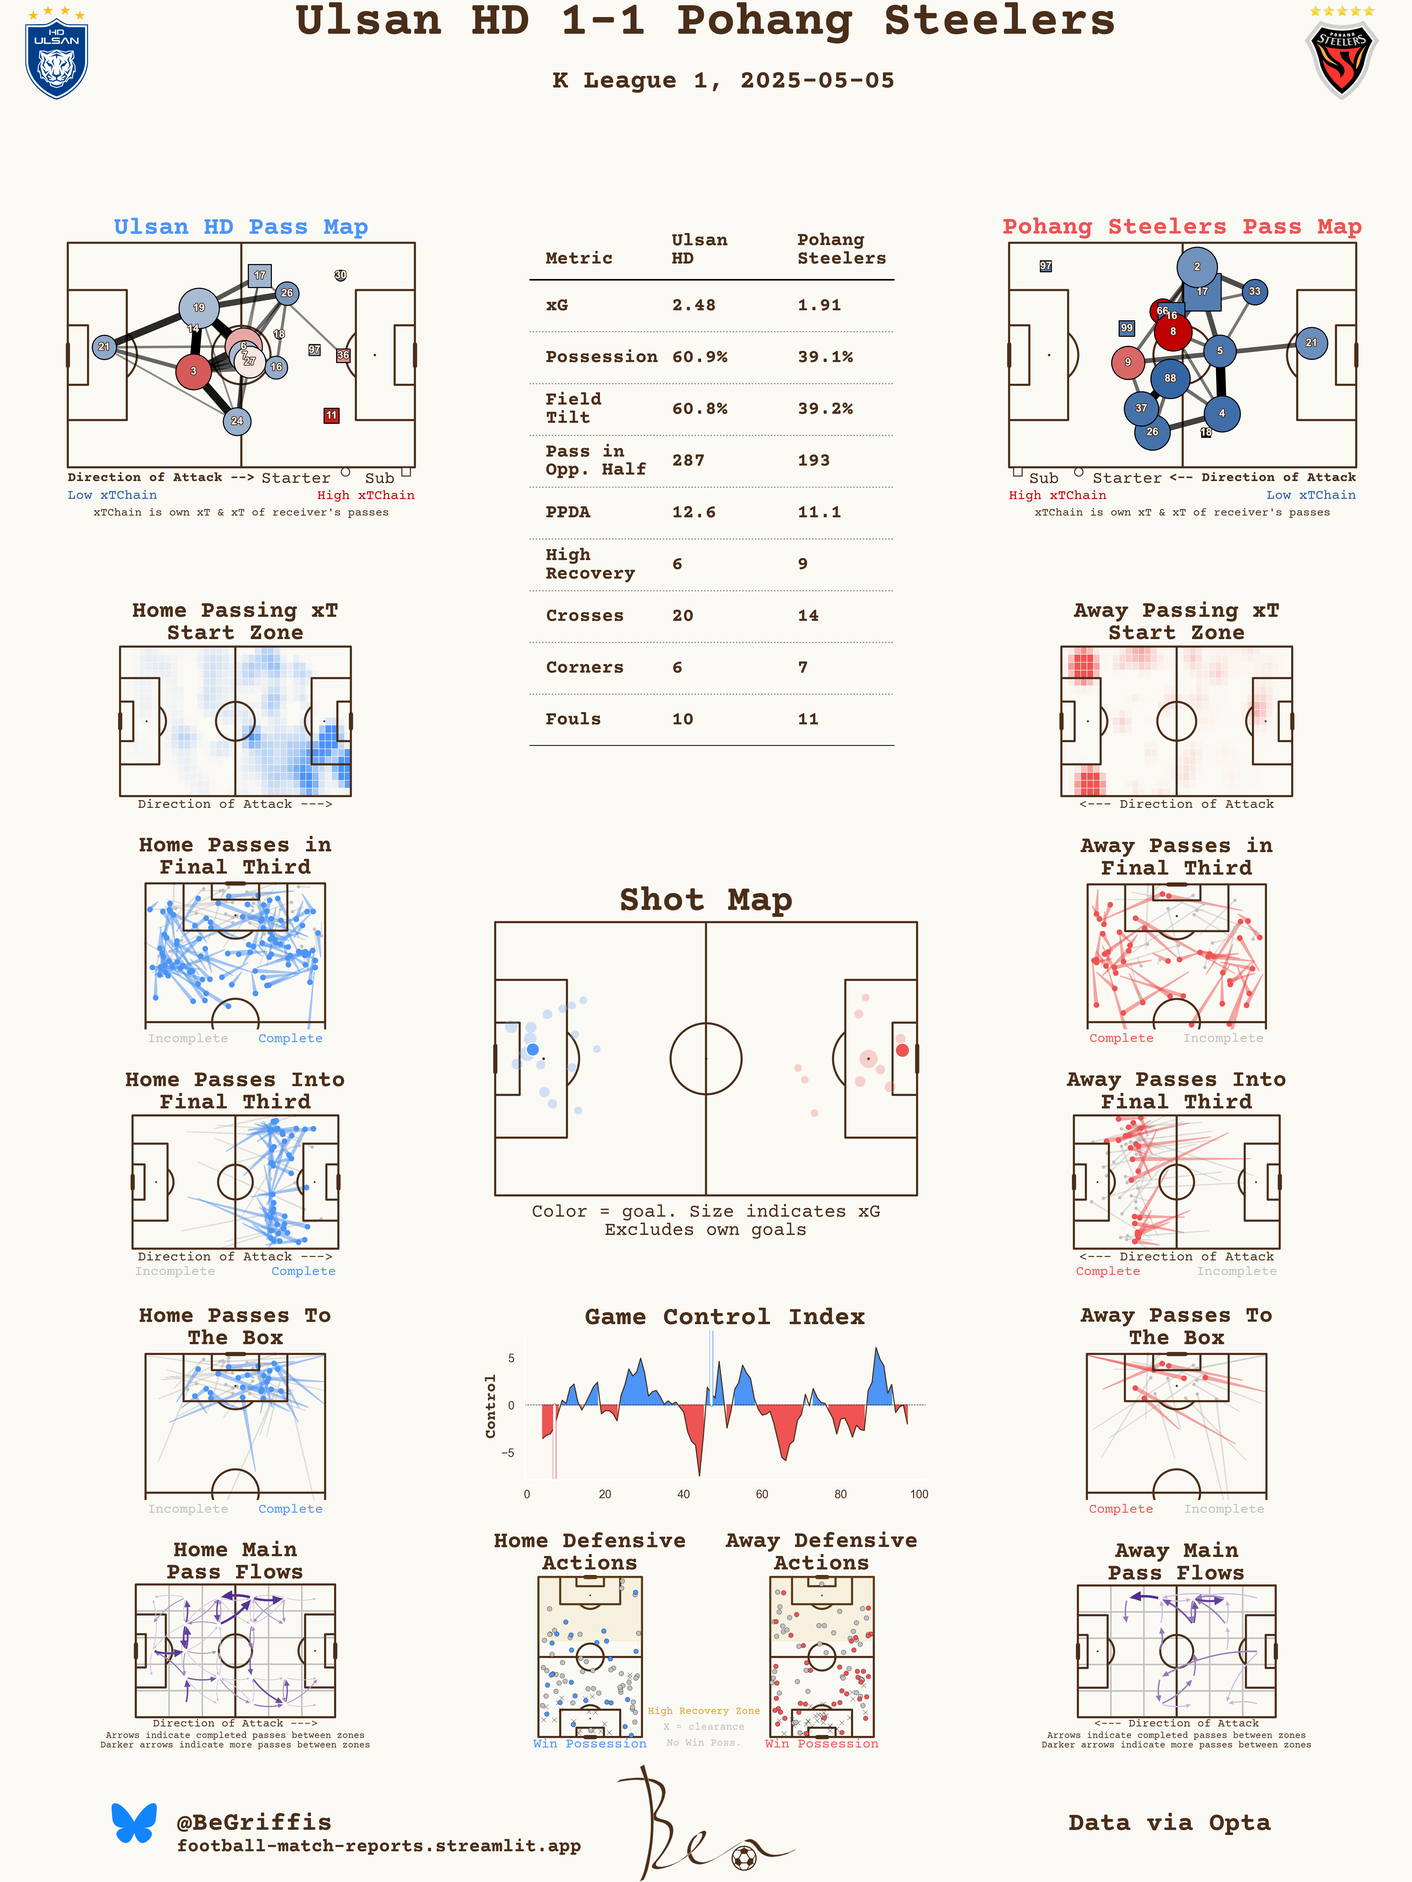 Ulsan HD 1-1 Pohang Steelers
K League 1, 2025-05-05
HD
ULSAN
POHANG
STEELERS
Ulsan HD Pass Map
17
30
26
19
14
18
21
6
7
27
97
36
3
16
11
24
Direction of Attack --> Starter Sub
Low xTChain High xTChain
xTChain is own xT & xT of receiver's passes
Metric Ulsan HD Pohang Steelers
xG 2.48 1.91
Possession 60.9% 39.1%
Field Tilt 60.8% 39.2%
Pass in Opp. Half 287 193
PPDA 12.6 11.1
High Recovery 6 9
Crosses 20 14
Corners 6 7
Fouls 10 11
Pohang Steelers Pass Map
97
2
17
33
66
16
99
8
21
5
9
88
37
4
26
18
Sub Starter <-- Direction of Attack
High xTChain Low xTChain
xTChain is own xT & xT of receiver's passes
Home Passing xT
Start Zone
Direction of Attack --->
Away Passing xT
Start Zone
<--- Direction of Attack
Home Passes in
Final Third
Incomplete Complete
Away Passes in
Final Third
Complete Incomplete
Shot Map
Color = goal. Size indicates xG
Excludes own goals
Home Passes Into
Final Third
Direction of Attack --->
Incomplete Complete
Away Passes Into
Final Third
<--- Direction of Attack
Complete Incomplete
Home Passes To
The Box
Incomplete Complete
Game Control Index
Control
5
0
−5
0 20 40 60 80 100
Away Passes To
The Box
Complete Incomplete
Home Main
Pass Flows
Direction of Attack --->
Arrows indicate completed passes between zones
Darker arrows indicate more passes between zones
Home Defensive
Actions
Win Possession
Away Defensive
Actions
Win Possession
High Recovery Zone
X = clearance
No Win Poss.
Away Main
Pass Flows
<--- Direction of Attack
Arrows indicate completed passes between zones
Darker arrows indicate more passes between zones
@BeGriffis
football-match-reports.streamlit.app
Ben
Data via Opta